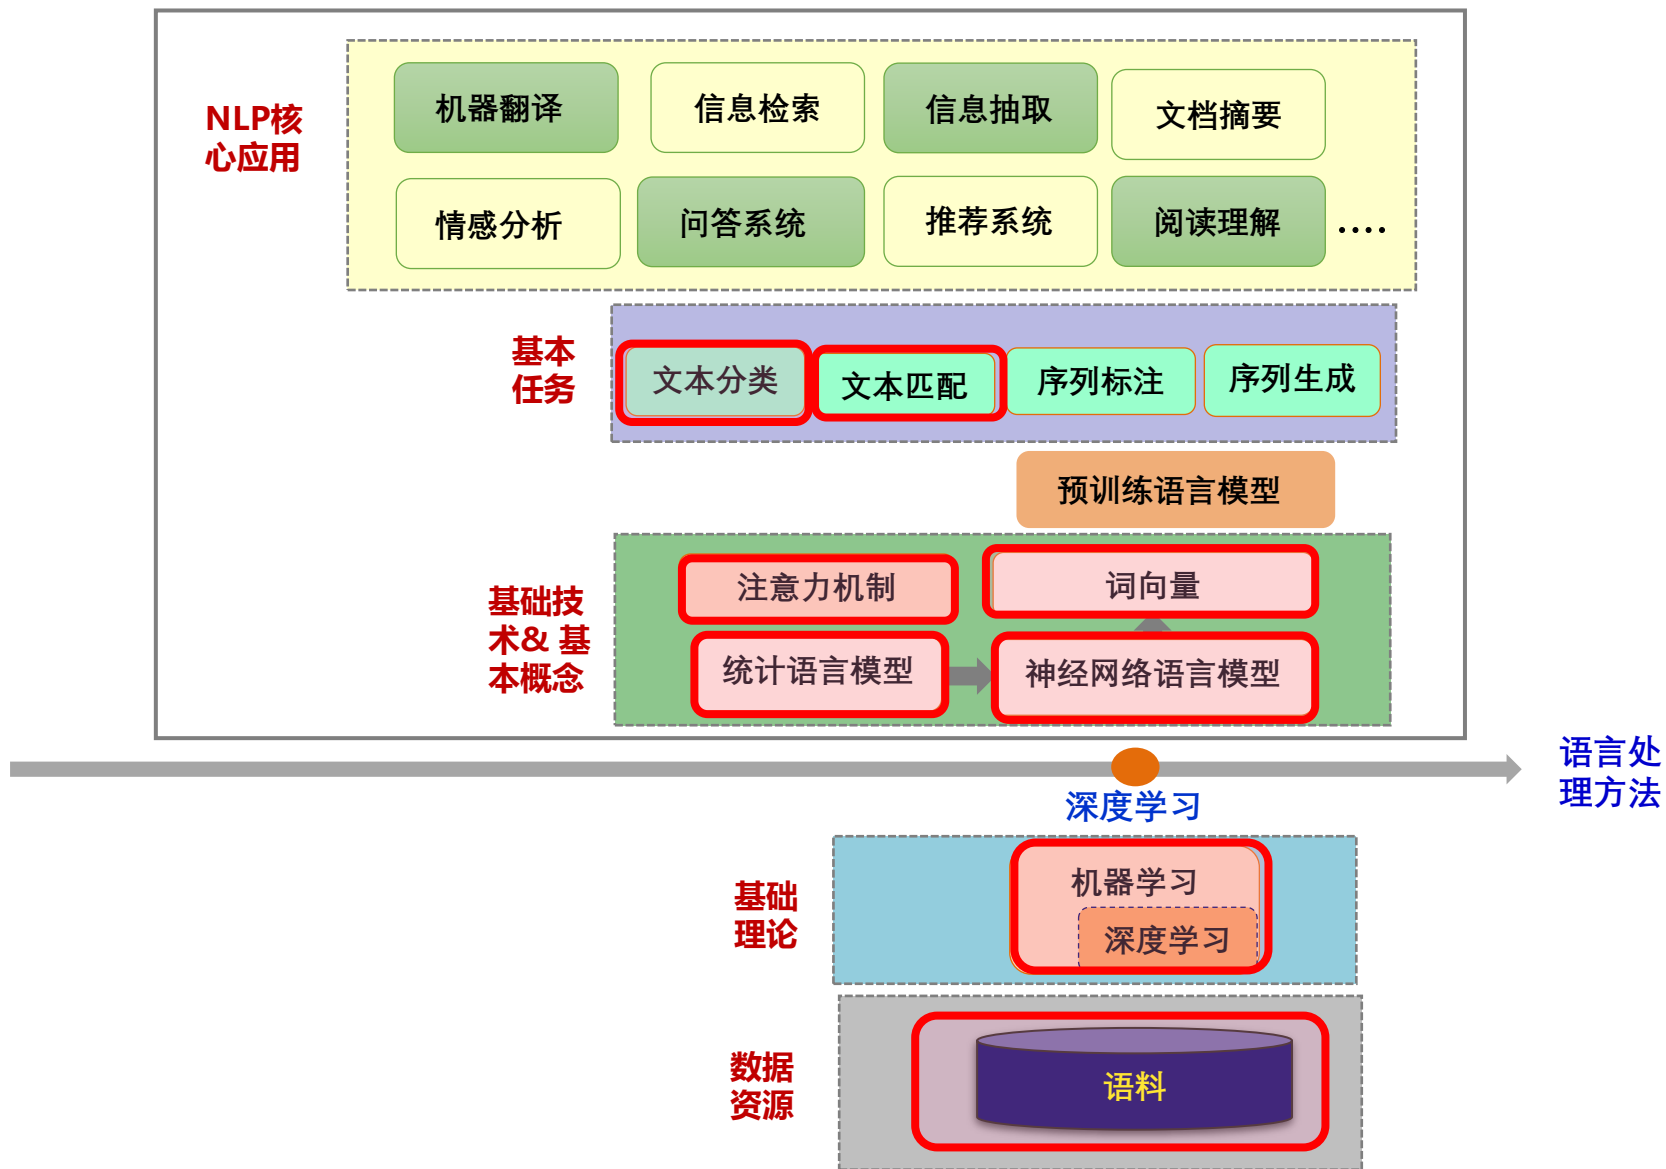 机器翻译
信息检索
信息抽取
文档摘要
NLP核
心应用
情感分析
问答系统
推荐系统
阅读理解
....
基本
任务
文本分类
文本匹配
序列标注
序列生成
预训练语言模型
基础技
术& 基
本概念
注意力机制
词向量
统计语言模型
神经网络语言模型
语言处
理方法
深度学习
基础
理论
机器学习
深度学习
数据
资源
语料